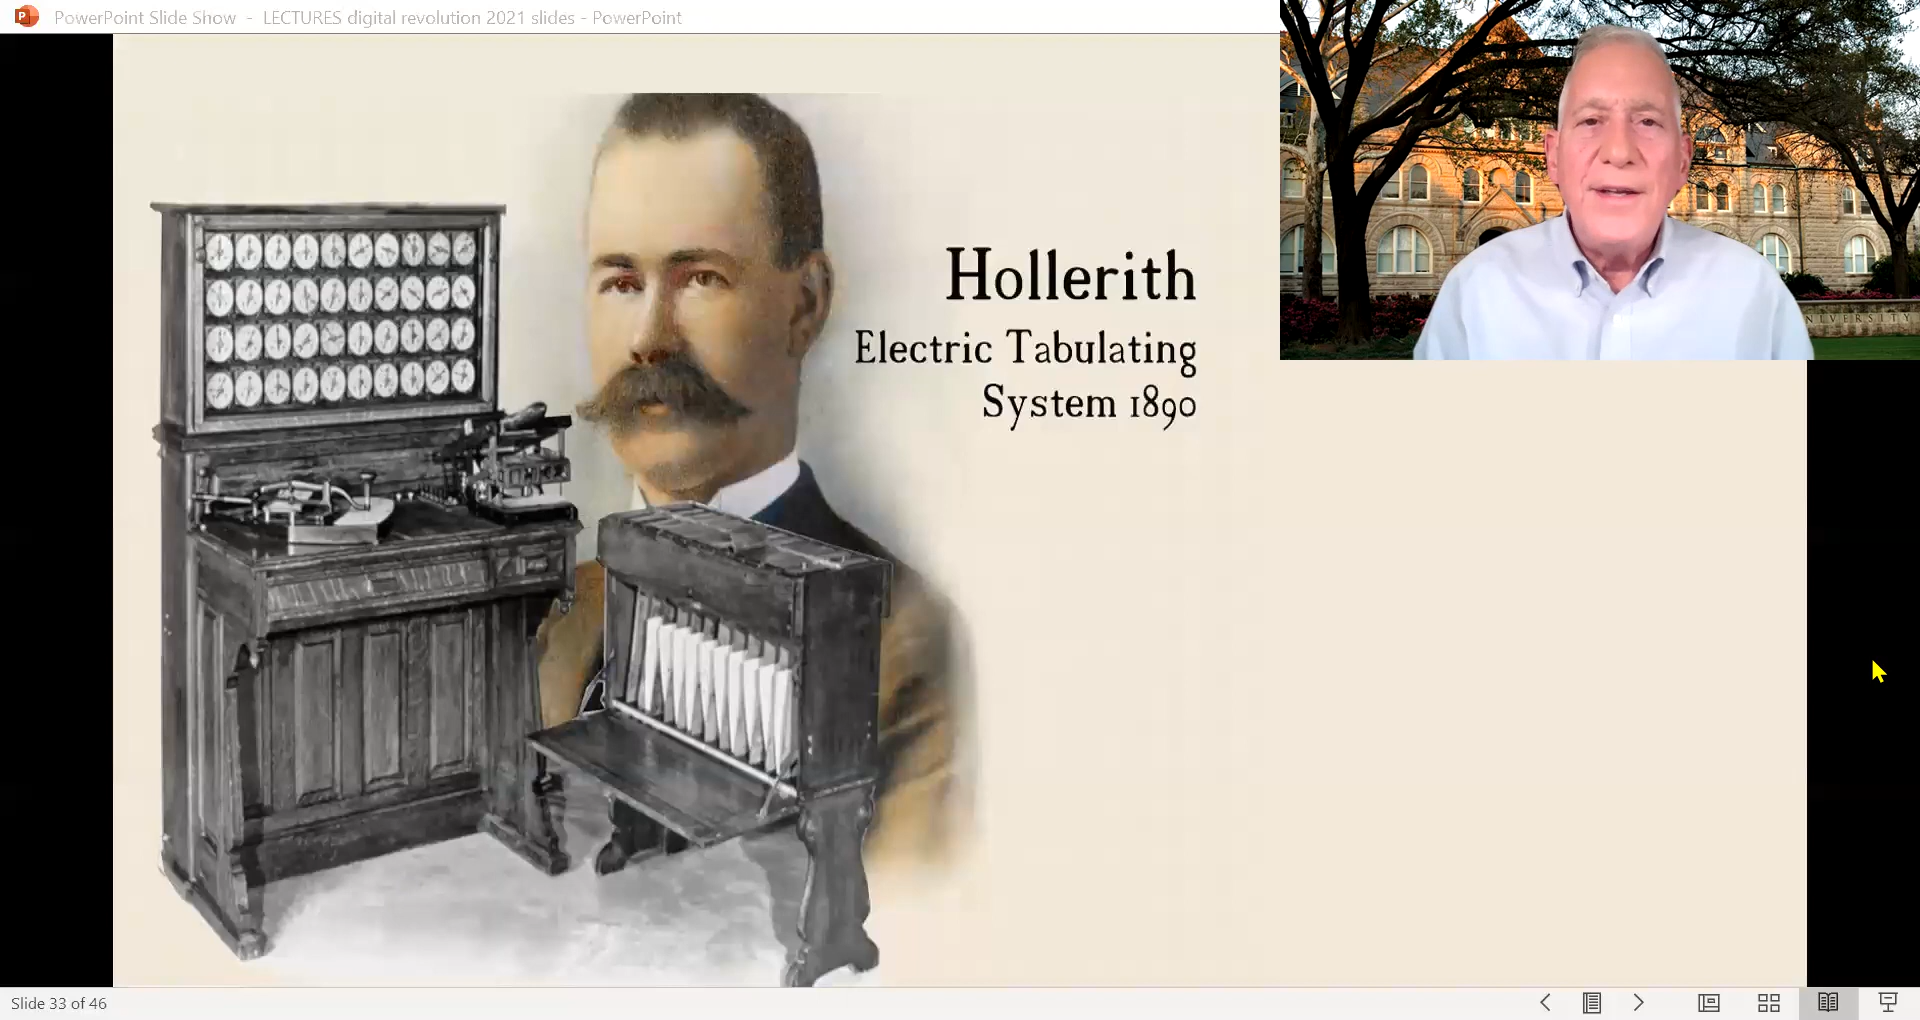 PowerPoint Slide Show - LECTURES digital revolution 2021 slides - PowerPoint
Hollerith
Electric Tabulating
System 1890
Slide 33 of 46